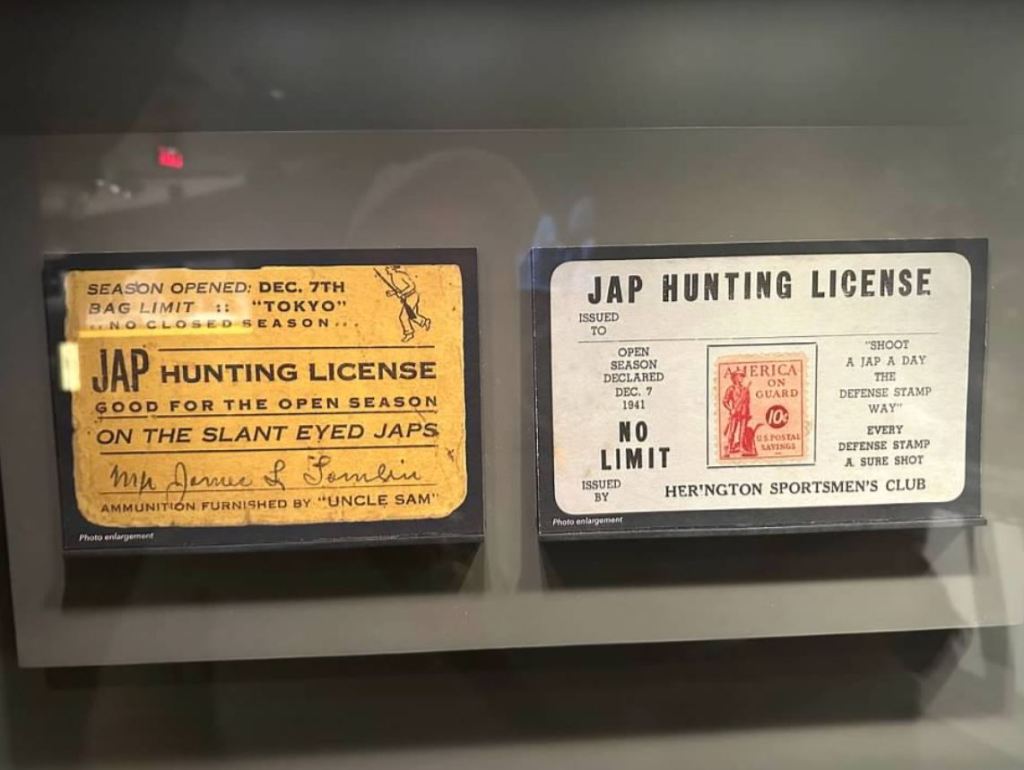 SEASON OPENED: DEC. 7TH
BAG LIMIT :: "TOKYO"
..NO CLOSED SEASON...
JAP HUNTING LICENSE
GOOD FOR THE OPEN SEASON
ON THE SLANT EYED JAPS
Mr James L Tomlin
AMMUNITION FURNISHED BY "UNCLE SAM"
Photo enlargement
JAP HUNTING LICENSE
ISSUED
TO
OPEN
SEASON
DECLARED
DEC. 7
1941
NO
LIMIT
AMERICA
ON
GUARD
10¢
U.S. POSTAL
SAVINGS
"SHOOT
A JAP A DAY
THE
DEFENSE STAMP
WAY"
EVERY
DEFENSE STAMP
A SURE SHOT
ISSUED
BY
HER'NGTON SPORTSMEN'S CLUB
Photo enlargement